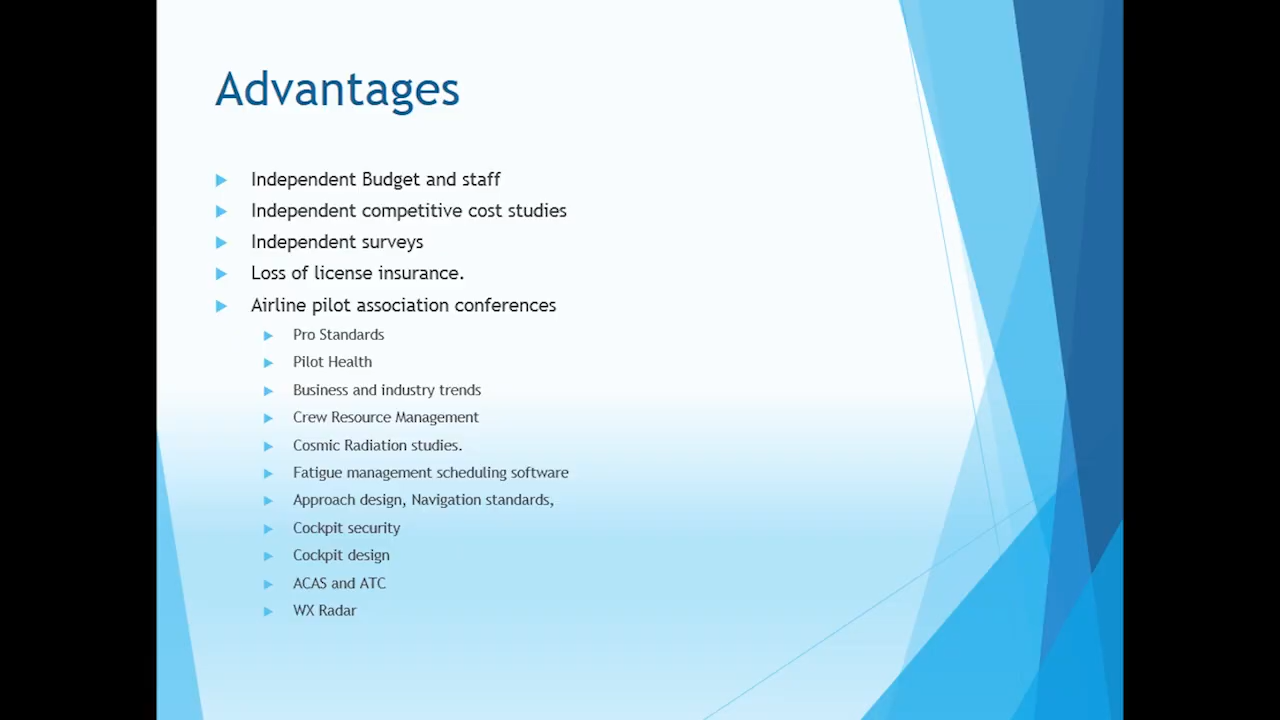 Advantages
Independent Budget and staff
Independent competitive cost studies
Independent surveys
Loss of license insurance.
Airline pilot association conferences
Pro Standards
Pilot Health
Business and industry trends
Crew Resource Management
Cosmic Radiation studies.
Fatigue management scheduling software
Approach design, Navigation standards,
Cockpit security
Cockpit design
ACAS and ATC
WX Radar